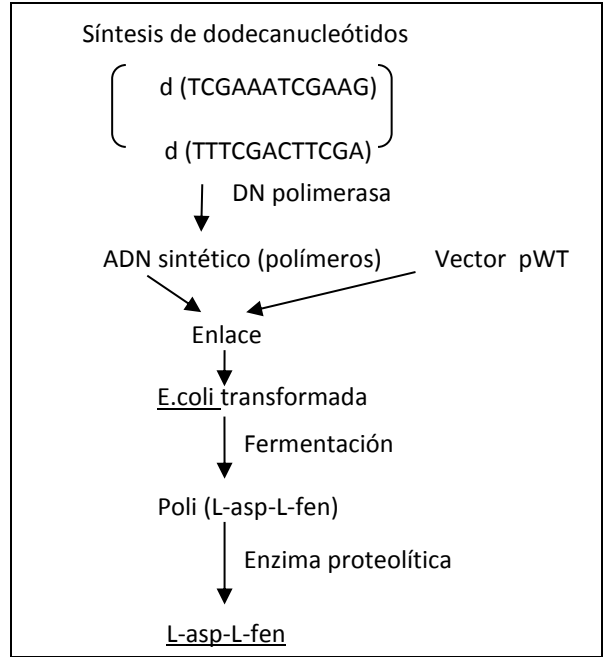 Síntesis de dodecanucleótidos
d (TCGAAATCGAAG)
d (TTTCGACTTCGA)
DN polimerasa
ADN sintético (polímeros) Vector pWT
Enlace
E.coli transformada
Fermentación
Poli (L-asp-L-fen)
Enzima proteolítica
L-asp-L-fen